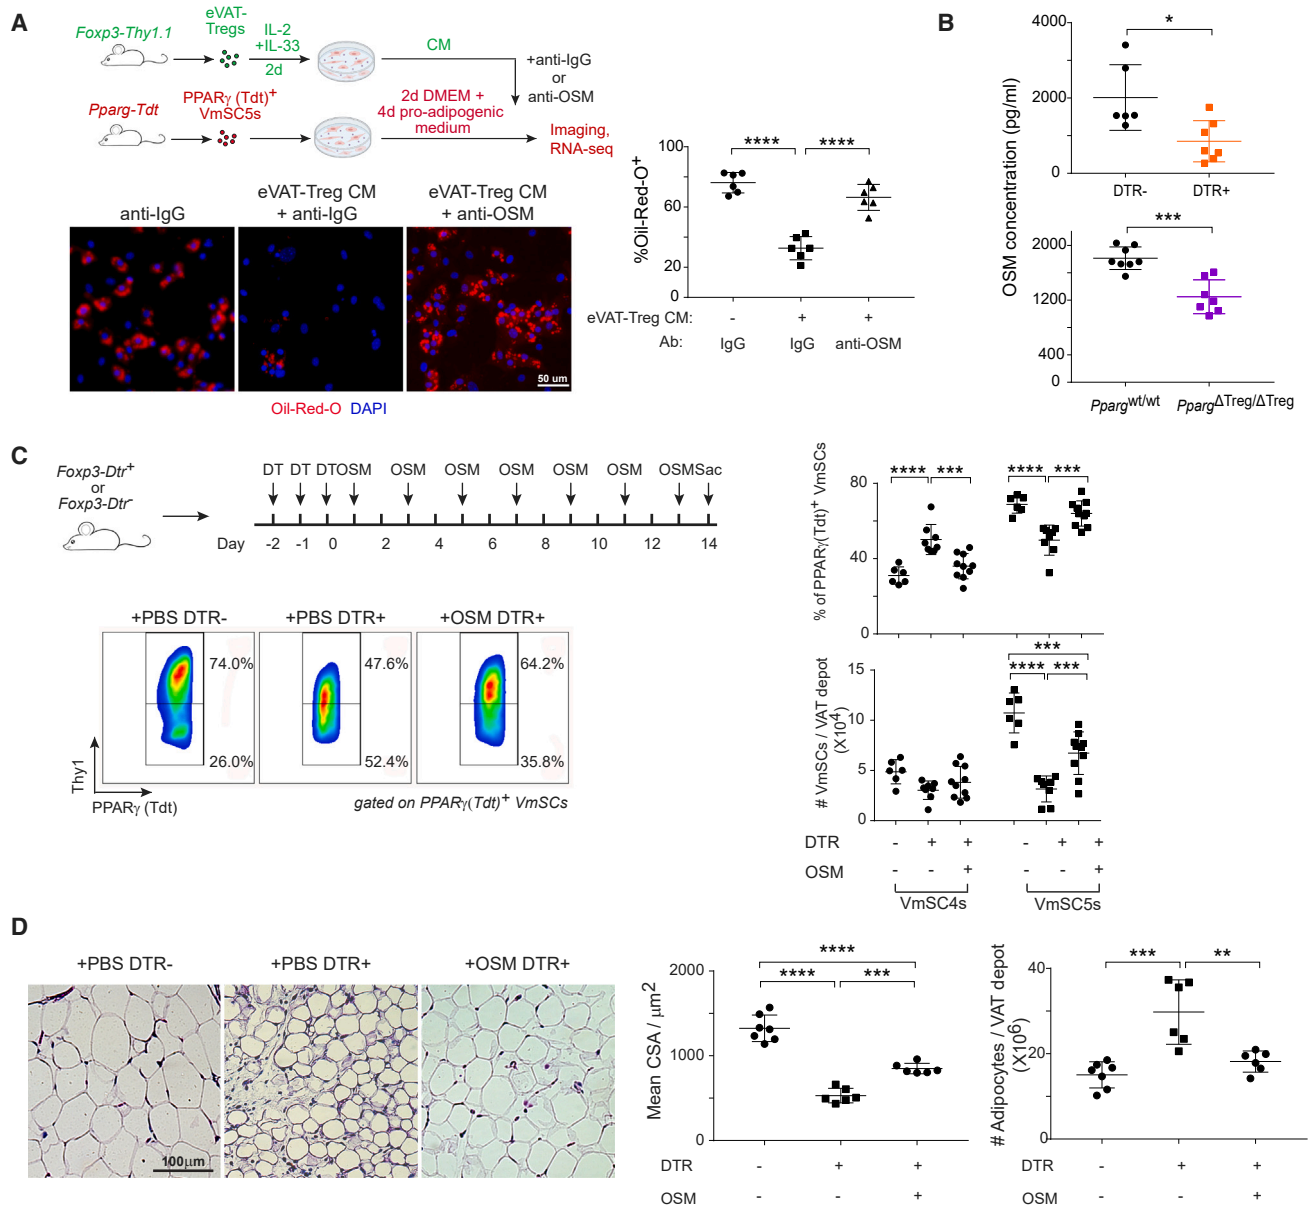 A
Foxp3-Thy1.1
eVAT-
Tregs
IL-2
+IL-33
2d
CM
+anti-IgG
or
anti-OSM
Pparg-Tdt
PPARγ (Tdt)+
VmSC5s
2d DMEM +
4d pro-adipogenic
medium
Imaging,
RNA-seq
anti-IgG
eVAT-Treg CM
+ anti-IgG
eVAT-Treg CM
+ anti-OSM
50 um
Oil-Red-O DAPI
%Oil-Red-O+
100
60
20
0
**** ****
eVAT-Treg CM: - + +
Ab: IgG IgG anti-OSM
B
OSM concentration (pg/ml)
4000
2000
0
*
DTR- DTR+
2000
1200
400
0
***
Pparg wt/wt Pparg ΔTreg/ΔTreg
C
Foxp3-Dtr+
or
Foxp3-Dtr-
DT DT DT OSM OSM OSM OSM OSM OSM OSM Sac
Day -2 -1 0 2 4 6 8 10 12 14
+PBS DTR- +PBS DTR+ +OSM DTR+
74.0% 47.6% 64.2%
26.0% 52.4% 35.8%
Thy1
PPARγ (Tdt)
gated on PPARγ(Tdt)+ VmSCs
% of PPARγ(Tdt)+ VmSCs
80
40
0
**** *** **** ***
# VmSCs / VAT depot
(X10^4)
15
10
5
0
***
**** ***
DTR - + + - + +
OSM - - + - - +
VmSC4s VmSC5s
D
+PBS DTR- +PBS DTR+ +OSM DTR+
100μm
Mean CSA / μm2
2000
1000
0
****
**** ***
DTR - + +
OSM - - +
# Adipocytes / VAT depot
(X10^6)
40
20
0
*** **
DTR - + +
OSM - - +